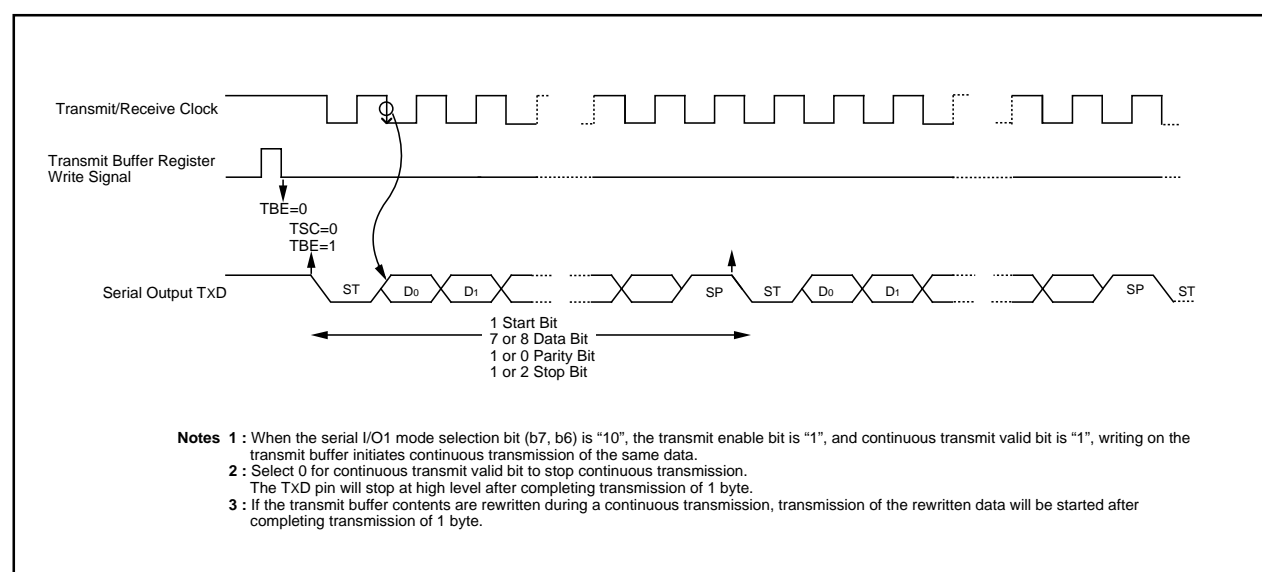 Transmit/Receive Clock
Transmit Buffer Register
Write Signal
TBE=0
TSC=0
TBE=1
Serial Output TXD
ST
D0
D1
SP
ST
D0
D1
SP
ST
1 Start Bit
7 or 8 Data Bit
1 or 0 Parity Bit
1 or 2 Stop Bit
Notes 1 : When the serial I/O1 mode selection bit (b7, b6) is “10”, the transmit enable bit is “1”, and continuous transmit valid bit is “1”, writing on the
transmit buffer initiates continuous transmission of the same data.
2 : Select 0 for continuous transmit valid bit to stop continuous transmission.
The TXD pin will stop at high level after completing transmission of 1 byte.
3 : If the transmit buffer contents are rewritten during a continuous transmission, transmission of the rewritten data will be started after
completing transmission of 1 byte.